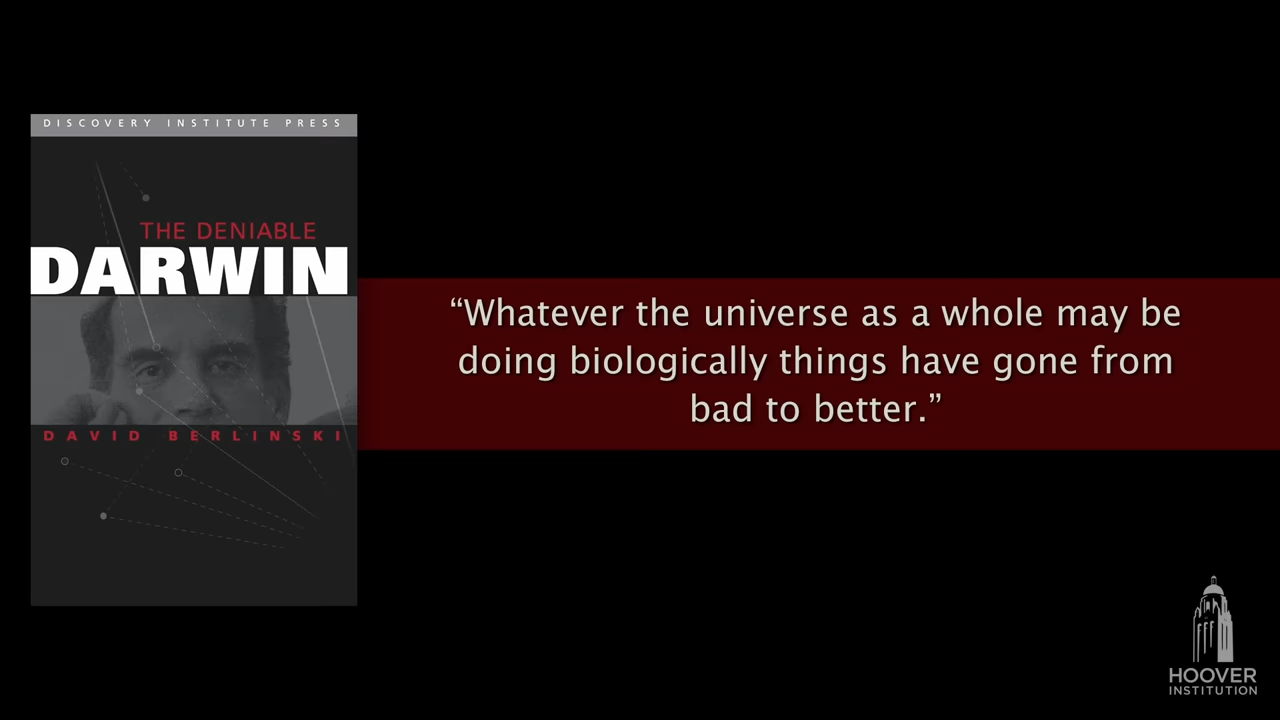 DISCOVERY INSTITUTE PRESS
THE DENIABLE
DARWIN
DAVID BERLINSKI
“Whatever the universe as a whole may be
doing biologically things have gone from
bad to better.”
HOOVER
INSTITUTION